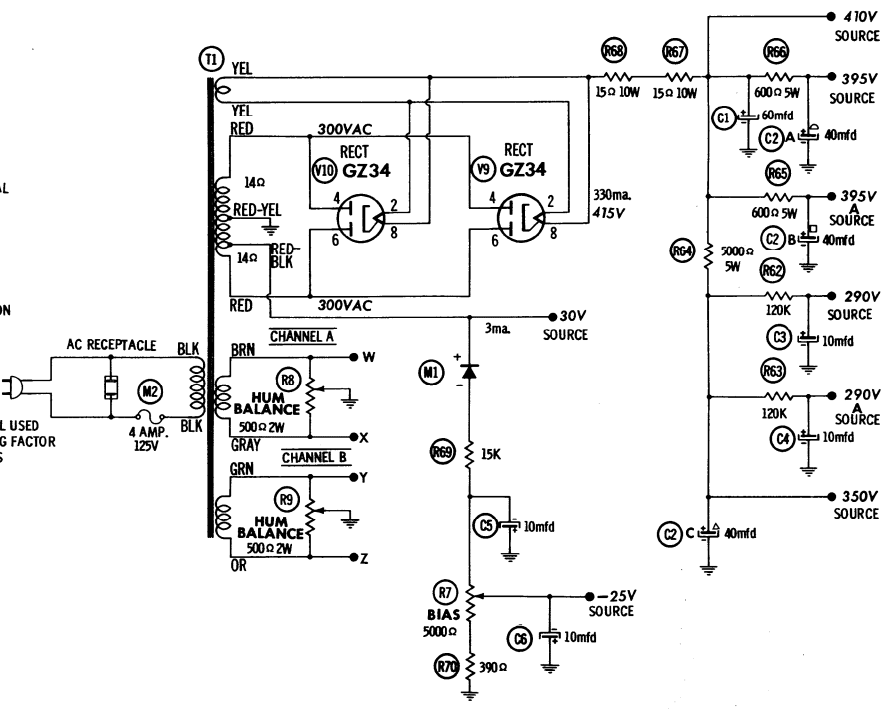 410V
SOURCE
T1
YEL
R68
R67
R66
15Ω 10W
15Ω 10W
600Ω 5W
395V
SOURCE
YEL
RED
300VAC
C1
60mfd
C2 A
40mfd
RECT
V10 GZ34
RECT
V9 GZ34
R65
14Ω
4
2
4
2
330ma.
415V
600Ω 5W
395V
A
SOURCE
RED-YEL
6
8
6
8
C2 B
40mfd
14Ω
RED-
BLK
R64
5000Ω
5W
R62
RED
300VAC
120K
290V
SOURCE
3ma.
30V
SOURCE
C3
10mfd
AC RECEPTACLE
BLK
BRN
CHANNEL A
W
M1
+
–
R63
R8
HUM
BALANCE
500Ω 2W
M2
4 AMP.
125V
BLK
120K
290V
A
SOURCE
L USED
G FACTOR
S
AL
ON
GRAY
X
C4
10mfd
CHANNEL B
R69
15K
GRN
Y
R9
HUM
BALANCE
500Ω 2W
350V
SOURCE
C5
10mfd
C2 C
40mfd
OR
Z
R7
BIAS
5000Ω
–25V
SOURCE
C6
10mfd
R70
390Ω